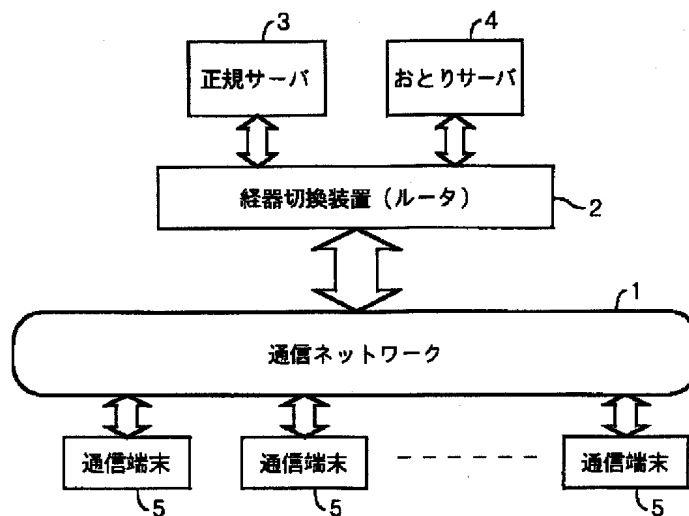 3
4
正規サーバ
おとりサーバ
経器切換装置（ルータ）
2
1
通信ネットワーク
通信端末
通信端末
通信端末
5
5
5